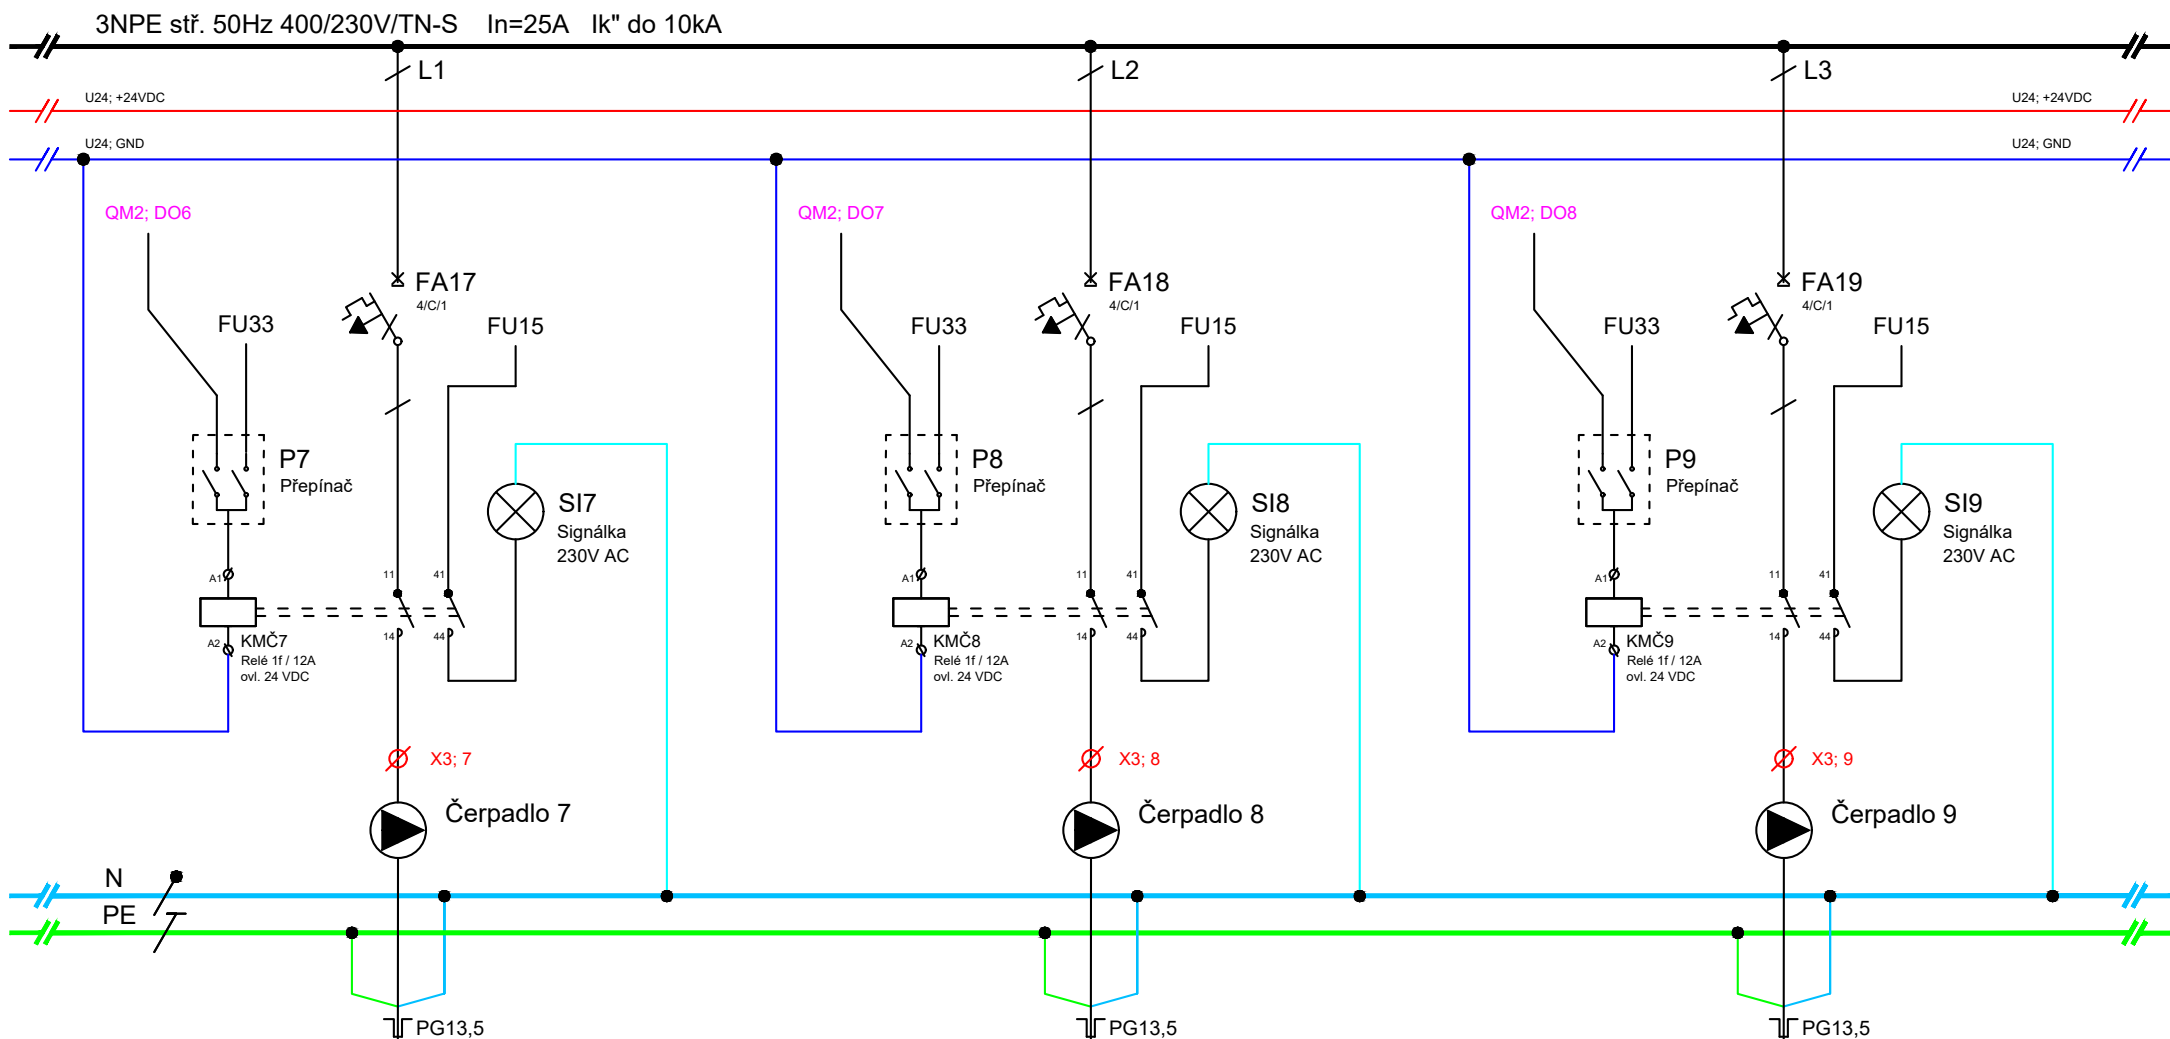 3NPE stř. 50Hz 400/230V/TN-S In=25A Ik" do 10kA
L1 L2 L3
U24; +24VDC U24; +24VDC
U24; GND U24; GND
QM2; DO6 QM2; DO7 QM2; DO8
FA17 FA18 FA19
4/C/1 4/C/1 4/C/1
FU33 FU15 FU33 FU15 FU33 FU15
P7 P8 P9
Přepínač Přepínač Přepínač
SI7 SI8 SI9
Signálka Signálka Signálka
230V AC 230V AC 230V AC
A1 11 41 A1 11 41 A1 11 41
A2 14 44 A2 14 44 A2 14 44
KMČ7 KMČ8 KMČ9
Relé 1f / 12A Relé 1f / 12A Relé 1f / 12A
ovl. 24 VDC ovl. 24 VDC ovl. 24 VDC
X3; 7 X3; 8 X3; 9
Čerpadlo 7 Čerpadlo 8 Čerpadlo 9
N
PE
PG13,5 PG13,5 PG13,5